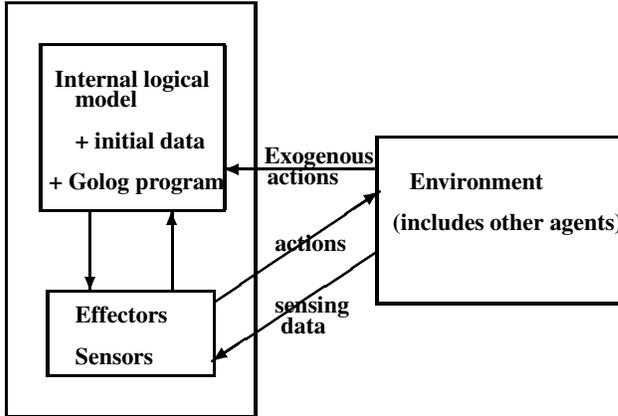 Internal logical
model
+ initial data
+ Golog program
Exogenous
actions
Environment
(includes other agents)
actions
sensing
data
Effectors
Sensors